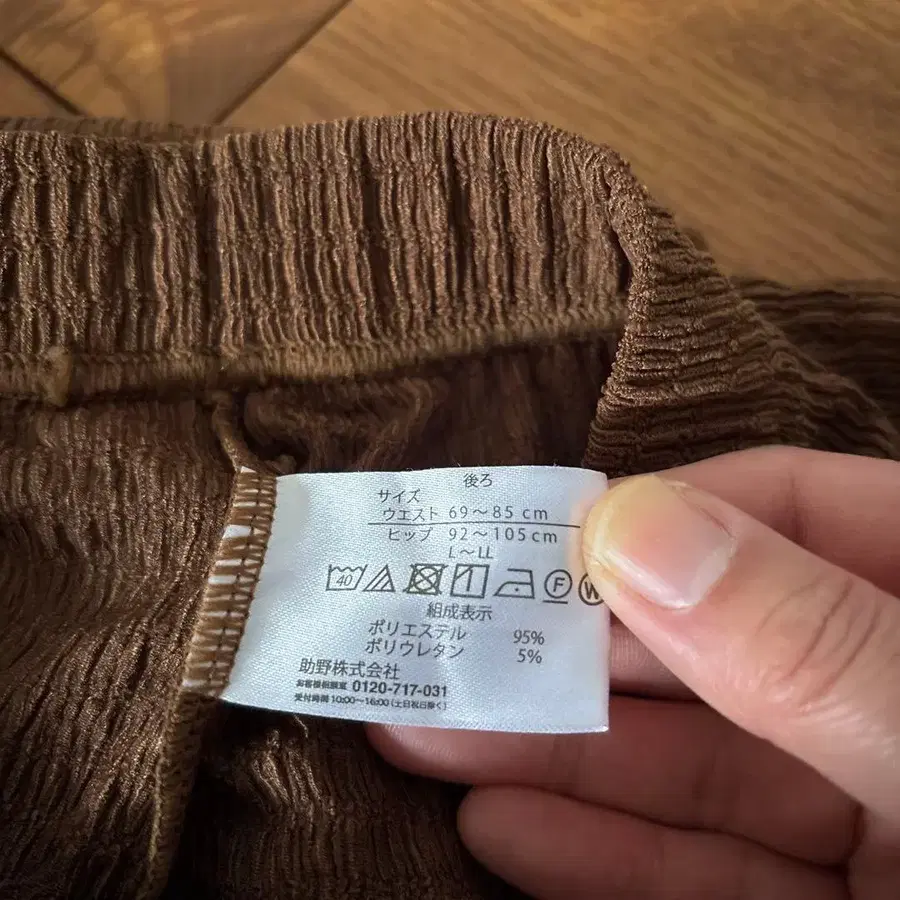 後ろ
サイズ
ウエスト 69～85 cm
ヒップ 92～105 cm
L～LL
40 F W
組成表示
ポリエステル 95%
ポリウレタン 5%
助野株式会社
お客様相談室 0120-717-031
受付時間 10:00～16:00 (土日祝日除く)